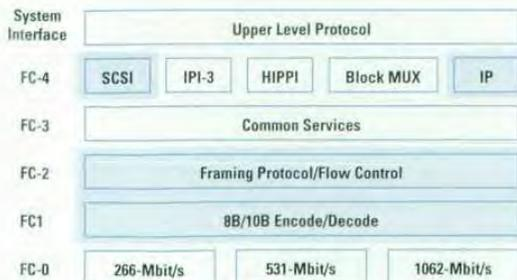 System
Interface
Upper Level Protocol
FC-4 SCSI IPI-3 HIPPI Block MUX IP
FC-3 Common Services
FC-2 Framing Protocol/Flow Control
FC1 8B/10B Encode/Decode
FC-0 266-Mbit/s 531-Mbit/s 1062-Mbit/s